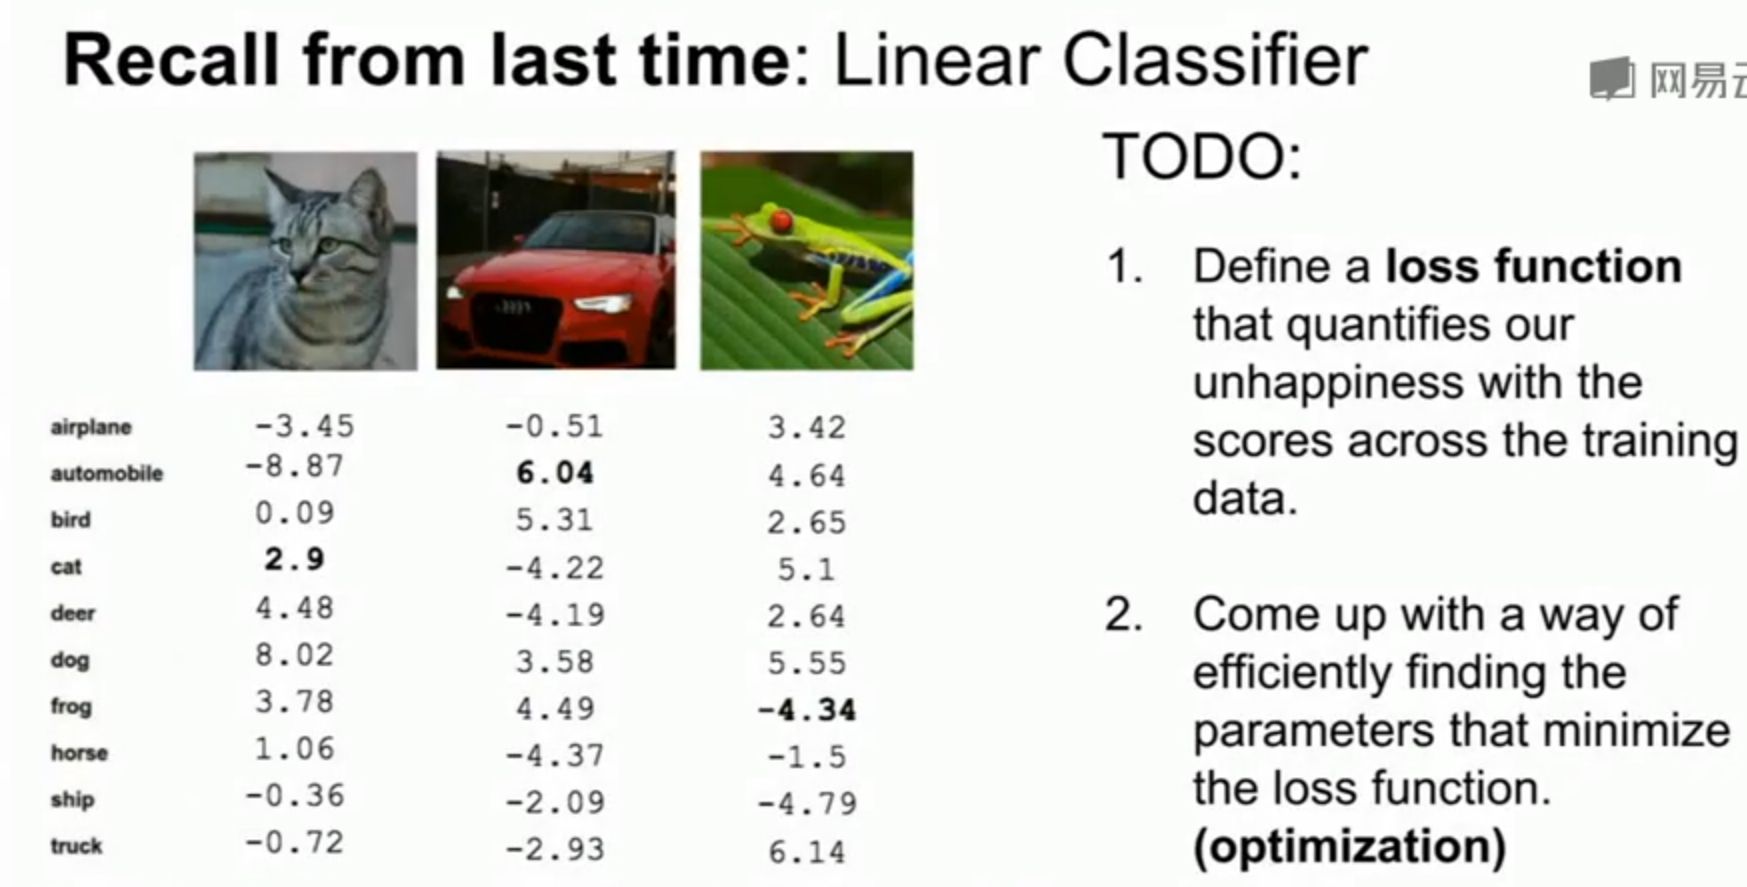 Recall from last time: Linear Classifier
网易云
airplane -3.45 -0.51 3.42
automobile -8.87 6.04 4.64
bird 0.09 5.31 2.65
cat 2.9 -4.22 5.1
deer 4.48 -4.19 2.64
dog 8.02 3.58 5.55
frog 3.78 4.49 -4.34
horse 1.06 -4.37 -1.5
ship -0.36 -2.09 -4.79
truck -0.72 -2.93 6.14
TODO:
1. Define a loss function
that quantifies our
unhappiness with the
scores across the training
data.
2. Come up with a way of
efficiently finding the
parameters that minimize
the loss function.
(optimization)